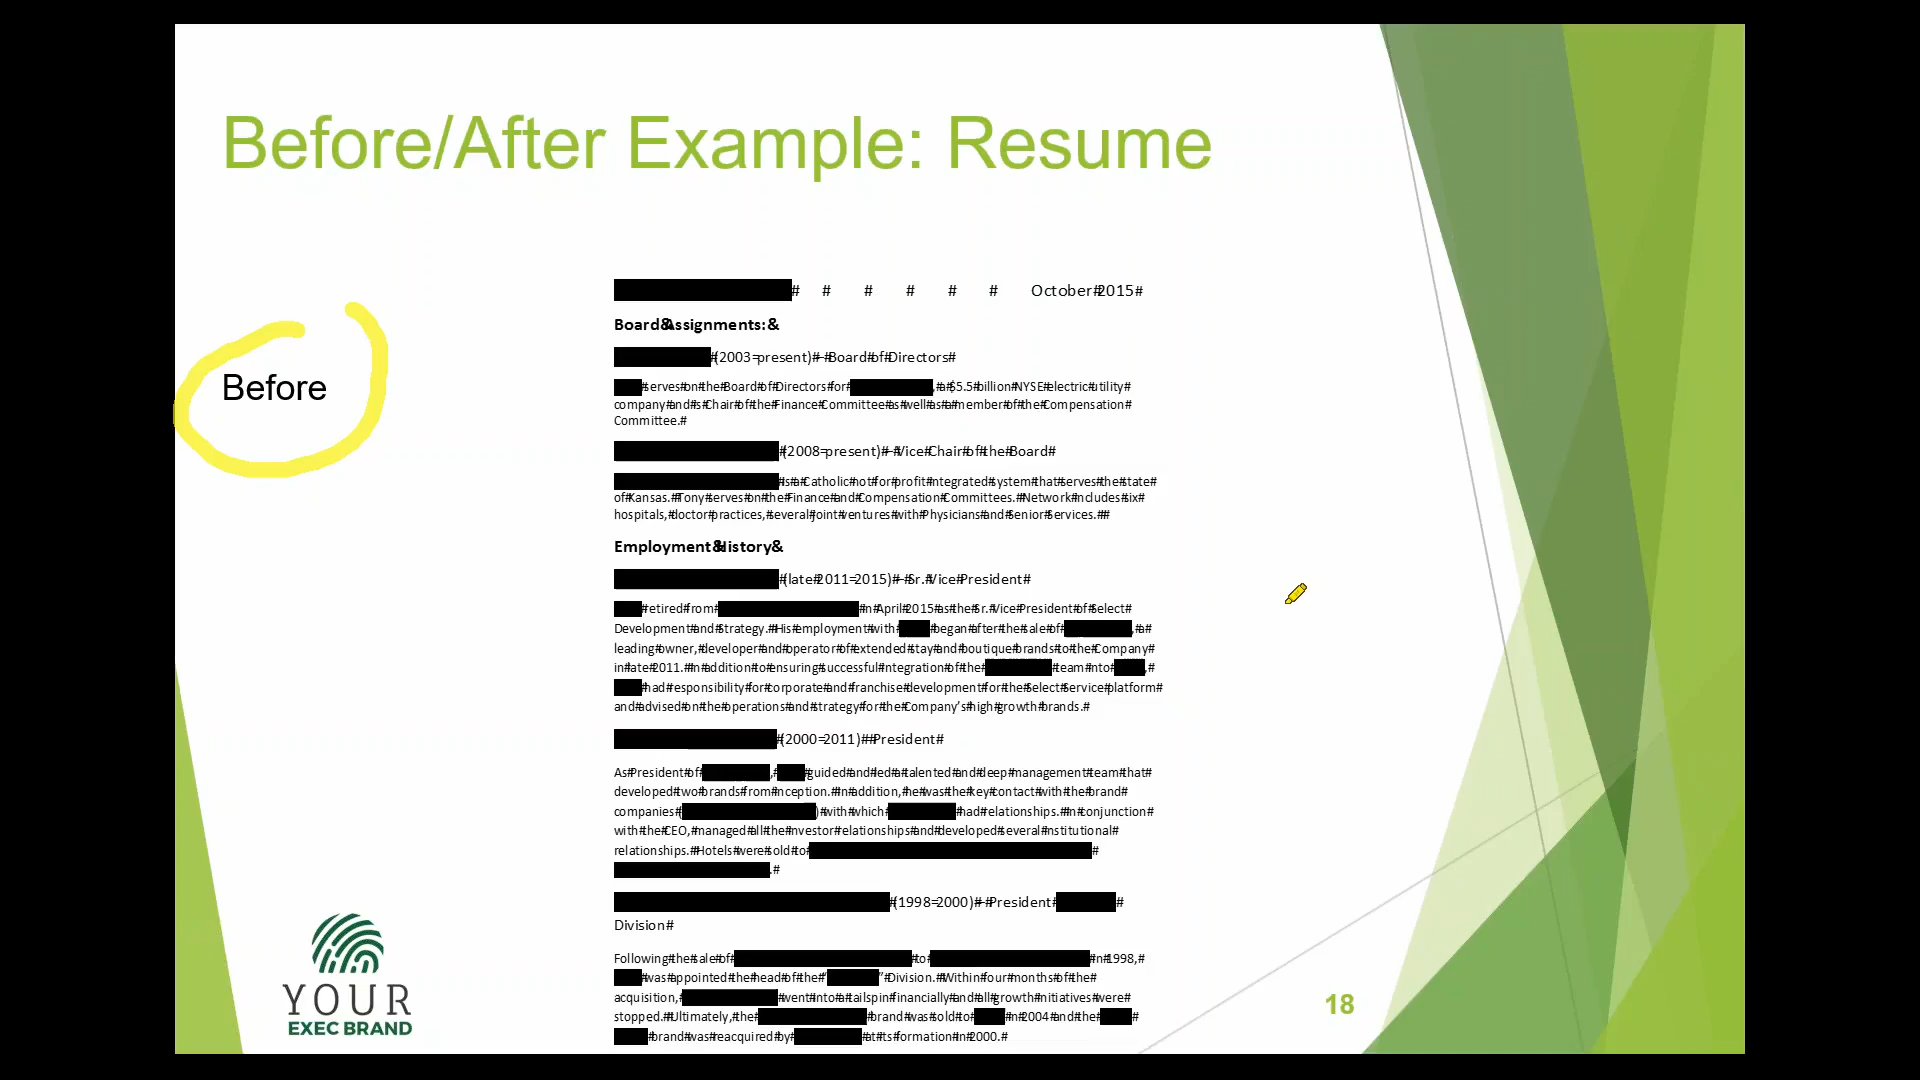 Before/After Example: Resume
Before
# # # # # # October#2015#
Board&Assignments:&
#(2003=present)#–#Board#of#Directors#
#serves#on#the#Board#of#Directors#for# ,#a#$5.5#billion#NYSE#electric#utility#
company#and#is#Chair#of#the#Finance#Committee#as#well#as#a#member#of#the#Compensation#
Committee.#
#(2008=present)#–#Vice#Chair#of#the#Board#
#is#a#Catholic#not#for#profit#integrated#system#that#serves#the#state#
of#Kansas.##Tony#serves#on#the#Finance#and#Compensation#Committees.##Network#includes#six#
hospitals,#doctor#practices,#several#joint#ventures#with#Physicians#and#Senior#Services.##
Employment&History&
#(late#2011=2015)#–#Sr.#Vice#President#
#retired#from# #in#April#2015#as#the#Sr.#Vice#President#of#Select#
Development#and#Strategy.##His#employment#with# #began#after#the#sale#of# ,#a#
leading#owner,#developer#and#operator#of#extended#stay#and#boutique#brands#to#the#Company#
in#late#2011.##In#addition#to#ensuring#successful#integration#of#the# #team#into# ,#
#had#responsibility#for#corporate#and#franchise#development#for#the#Select#Service#platform#
and#advised#on#the#operations#and#strategy#for#the#Company’s#high#growth#brands.#
#(2000=2011)##President#
As#President#of# ,# #guided#and#led#a#talented#and#deep#management#team#that#
developed#two#brands#from#inception.##In#addition,#he#was#the#key#contact#with#the#brand#
companies#( )#with#which# #had#relationships.##In#conjunction#
with#the#CEO,#managed#all#the#investor#relationships#and#developed#several#institutional#
relationships.##Hotels#were#sold#to# #
.#
#(1998=2000)#–#President# #
Division#
Following#the#sale#of# #to# #in#1998,#
#was#appointed#the#head#of#the#“ ”#Division.##Within#four#months#of#the#
acquisition,# #went#into#a#tailspin#financially#and#all#growth#initiatives#were#
stopped.##Ultimately,#the# #brand#was#sold#to# #in#2004#and#the# #
#brand#was#reacquired#by# #at#its#formation#in#2000.#
18
YOUR
EXEC BRAND